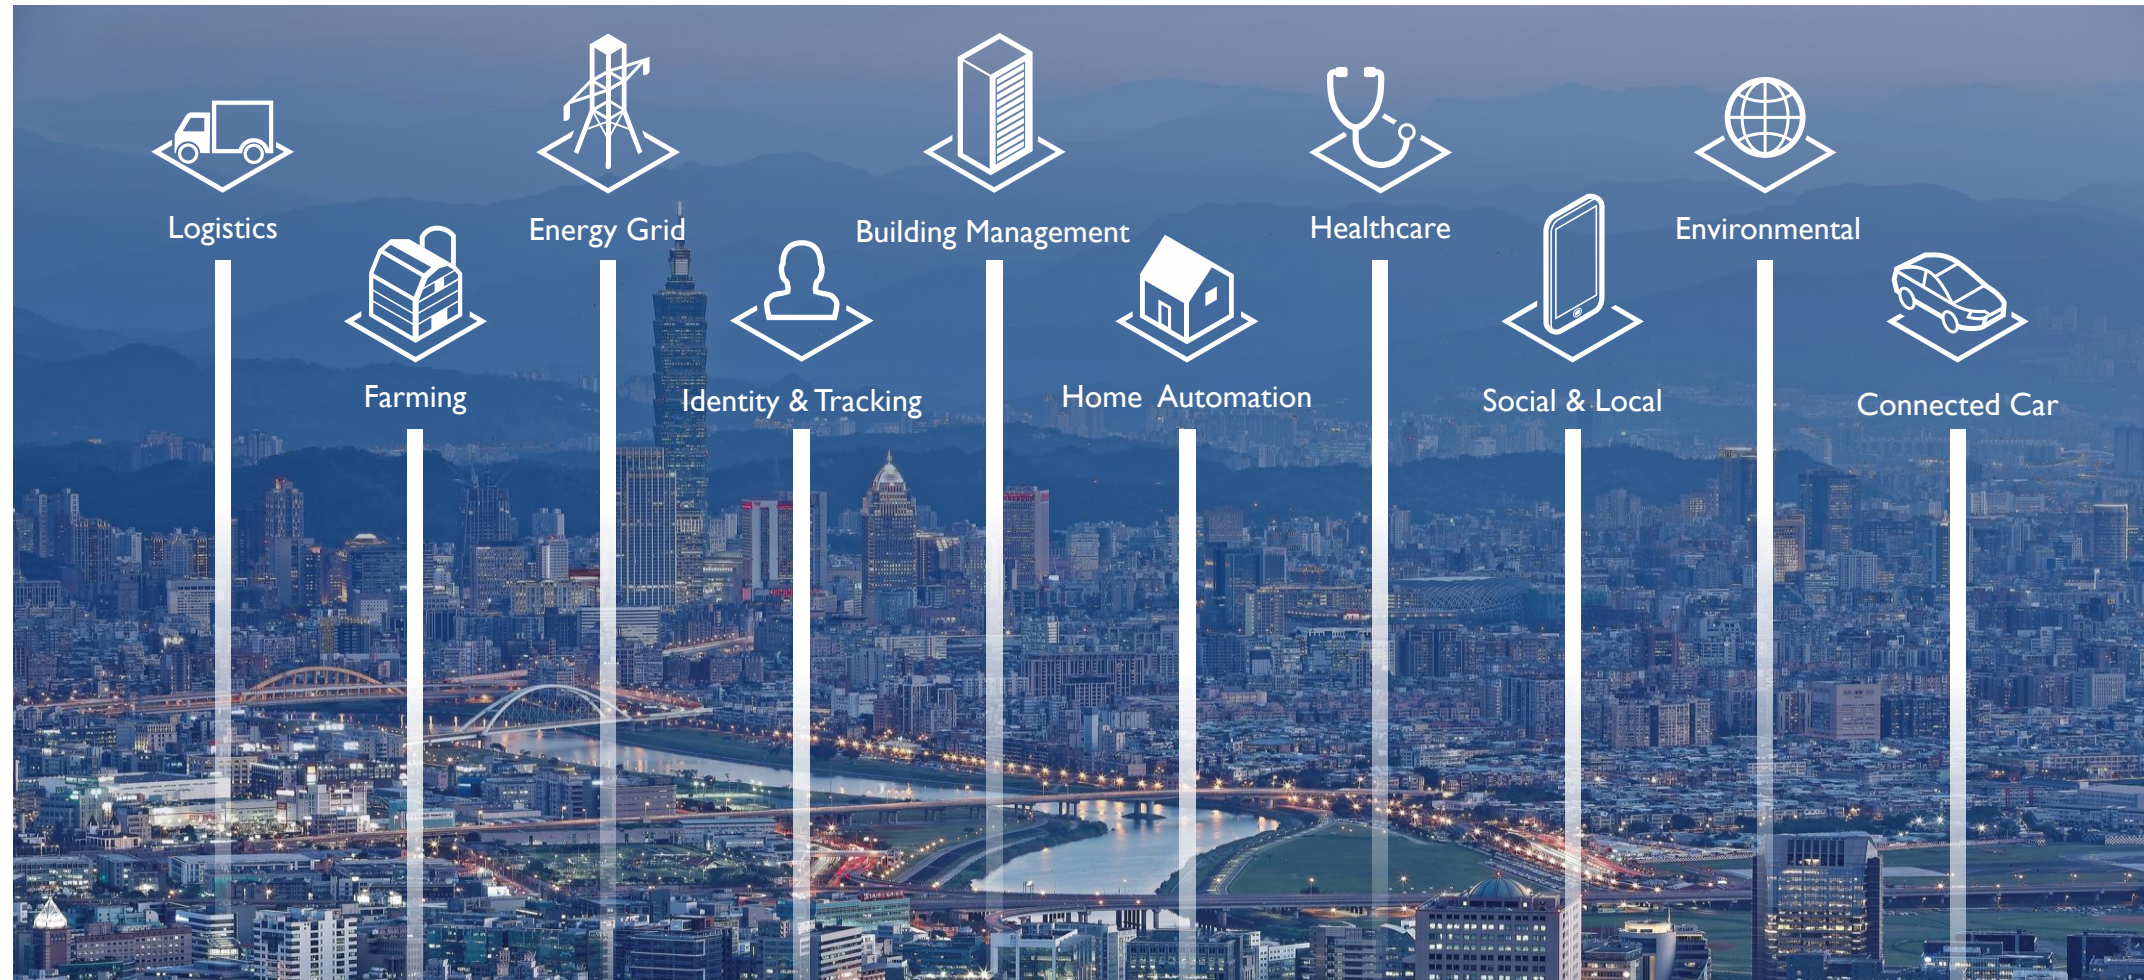 Logistics
Energy Grid
Building Management
Healthcare
Environmental
Farming
Identity & Tracking
Home Automation
Social & Local
Connected Car